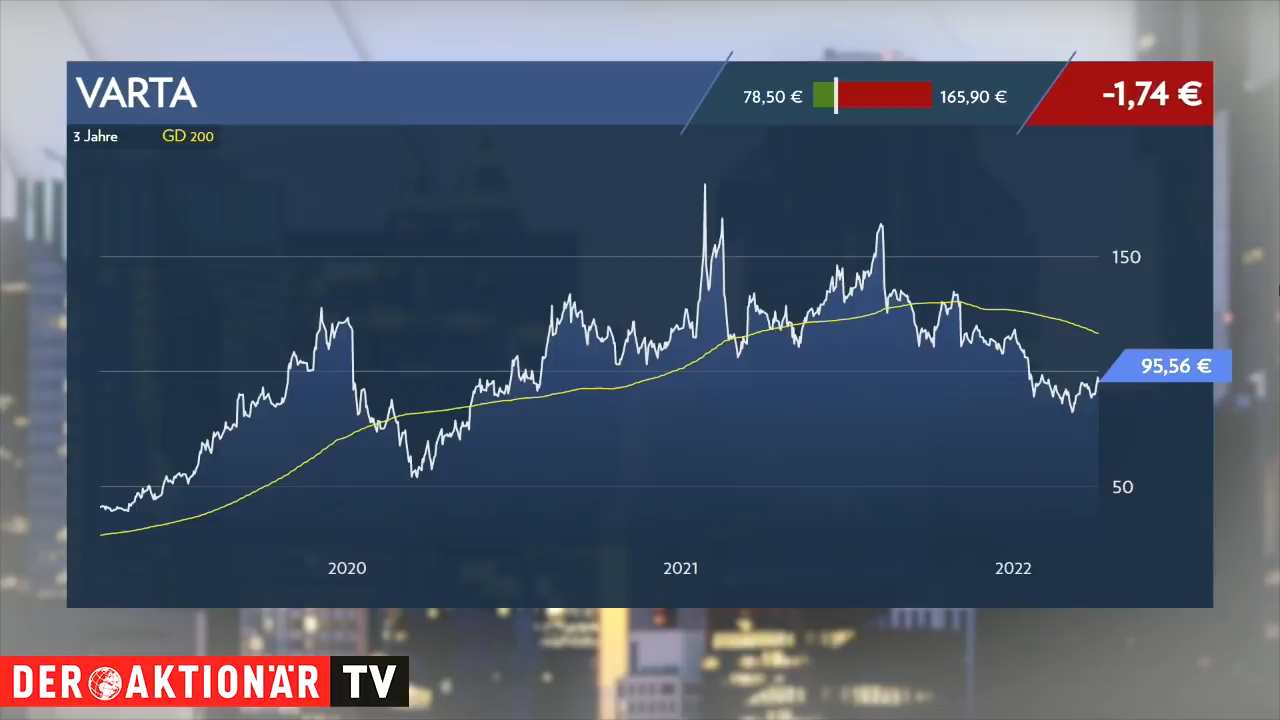 VARTA
78,50 €
165,90 €
-1,74 €
3 Jahre
GD 200
150
95,56 €
50
2020
2021
2022
DER AKTIONÄR TV